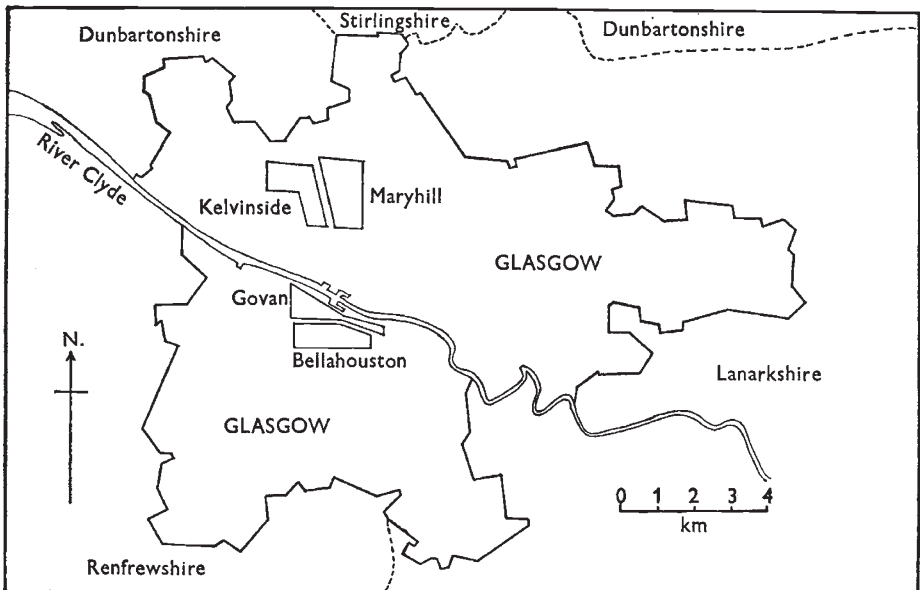 Stirlingshire
Dunbartonshire
Dunbartonshire
River Clyde
Kelvinside
Maryhill
GLASGOW
Govan
N.
Bellahouston
Lanarkshire
GLASGOW
0 1 2 3 4
km
Renfrewshire